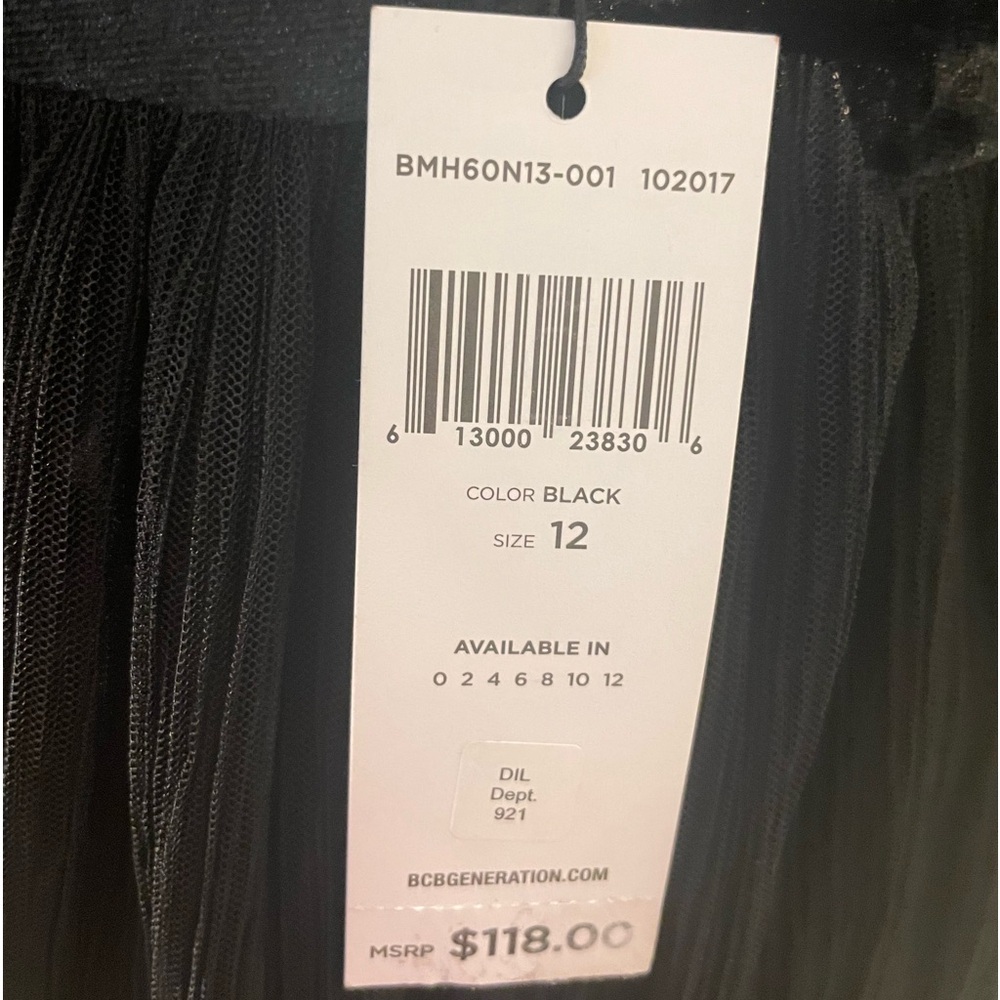 BMH60N13-001 102017
6 13000 23830 6
COLOR BLACK
SIZE 12
AVAILABLE IN
0 2 4 6 8 10 12
DIL
Dept.
921
BCBGENERATION.COM
MSRP $118.00